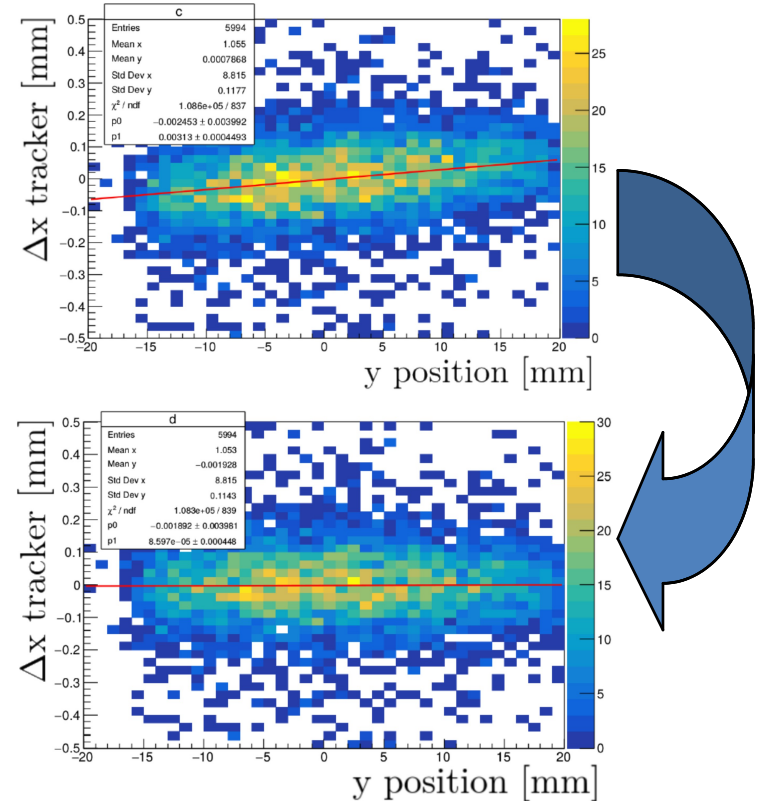 c
Entries 5994
Mean x 1.055
Mean y 0.0007868
Std Dev x 8.815
Std Dev y 0.1177
χ² / ndf 1.086e+05 / 837
p0 −0.002453 ± 0.003992
p1 0.00313 ± 0.0004493
0.5
0.4
0.3
0.2
0.1
0
−0.1
−0.2
−0.3
−0.4
−0.5
Δx tracker [mm]
−20 −15 −10 −5 0 5 10 15 20
y position [mm]
25
20
15
10
5
0
d
Entries 5994
Mean x 1.053
Mean y −0.001928
Std Dev x 8.815
Std Dev y 0.1143
χ² / ndf 1.083e+05 / 839
p0 −0.001892 ± 0.003981
p1 8.597e−05 ± 0.000448
0.5
0.4
0.3
0.2
0.1
0
−0.1
−0.2
−0.3
−0.4
−0.5
Δx tracker [mm]
−20 −15 −10 −5 0 5 10 15 20
y position [mm]
30
25
20
15
10
5
0